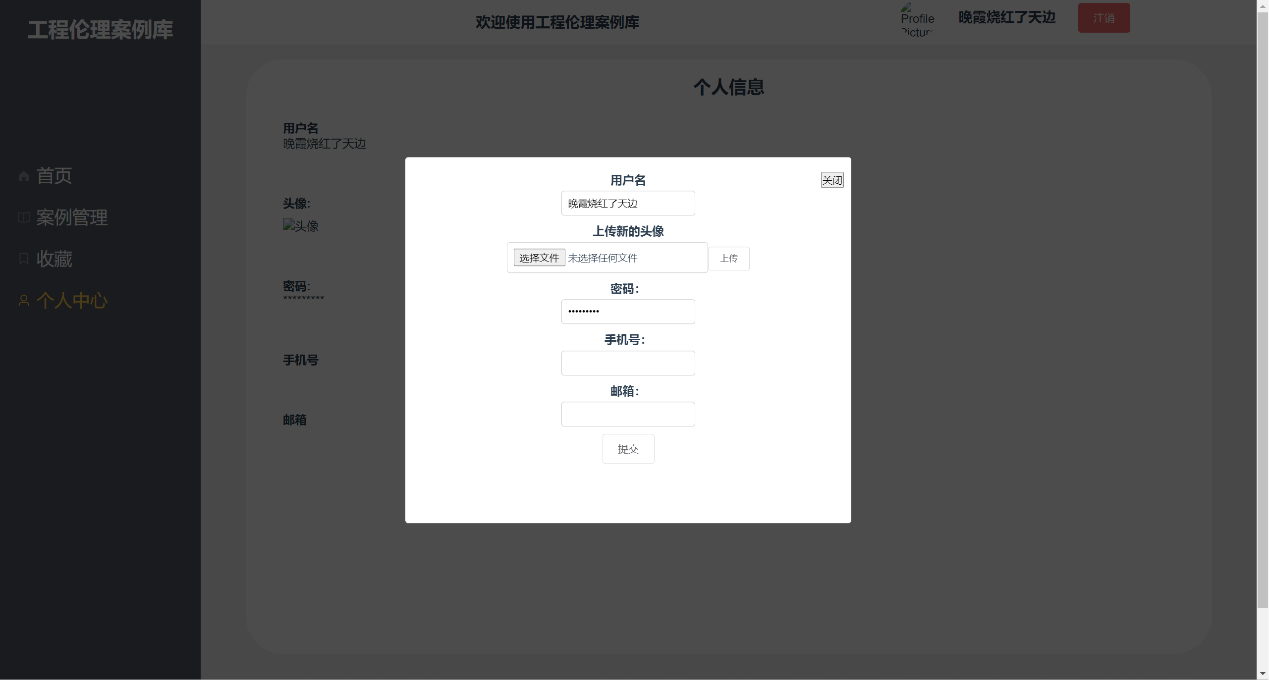 工程伦理案例库
欢迎使用工程伦理案例库
Profile
Pictur
晚霞烧红了天边
注销
首页
案例管理
收藏
个人中心
个人信息
用户名
晚霞烧红了天边
头像:
头像
密码:
*********
手机号
邮箱
关闭
用户名
晚霞烧红了天边
上传新的头像
选择文件 未选择任何文件 上传
密码:
•••••••••
手机号:
邮箱:
提交